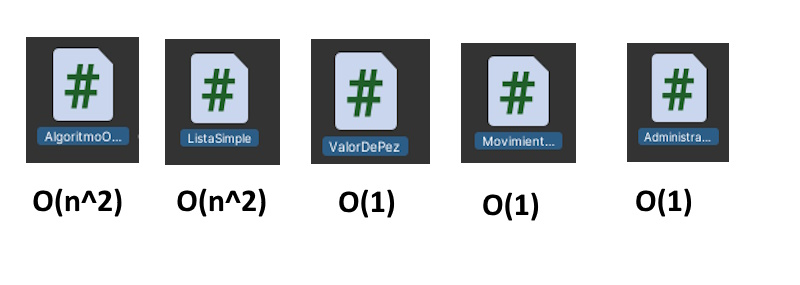 # # # # #
AlgoritmoO... ListaSimple ValorDePez Movimient... Administra...
O(n^2) O(n^2) O(1) O(1) O(1)